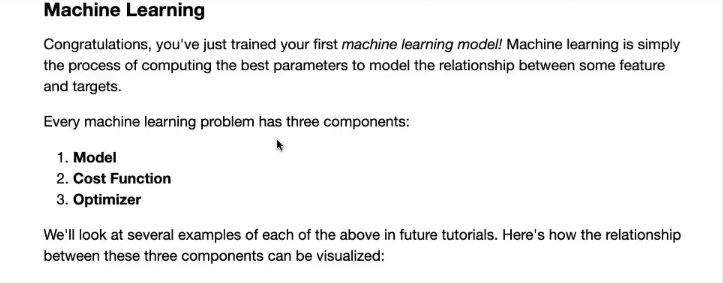 Machine Learning
Congratulations, you've just trained your first machine learning model! Machine learning is simply
the process of computing the best parameters to model the relationship between some feature
and targets.
Every machine learning problem has three components:
1. Model
2. Cost Function
3. Optimizer
We'll look at several examples of each of the above in future tutorials. Here's how the relationship
between these three components can be visualized: